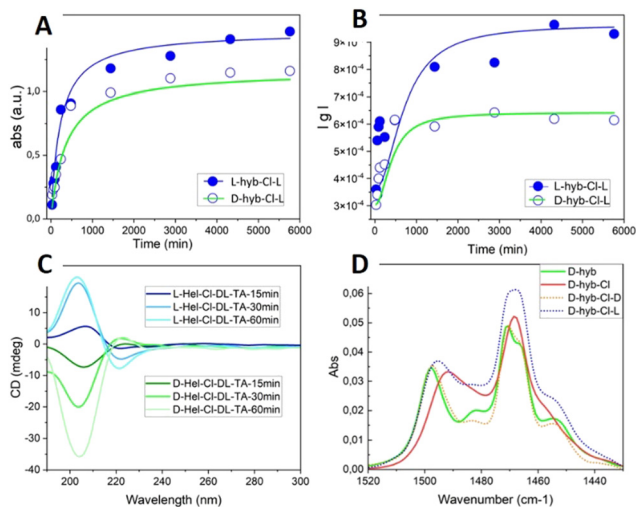 A
abs (a.u.)
1,0
0,5
0,0
L-hyb-Cl-L
D-hyb-Cl-L
0 1000 2000 3000 4000 5000 6000
Time (min)
B
I g I
9×10⁻⁴
8×10⁻⁴
7×10⁻⁴
6×10⁻⁴
5×10⁻⁴
4×10⁻⁴
3×10⁻⁴
L-hyb-Cl-L
D-hyb-Cl-L
0 1000 2000 3000 4000 5000 6000
Time (min)
C
CD (mdeg)
20
10
0
-10
-20
-30
-40
L-Hel-Cl-DL-TA-15min
L-Hel-Cl-DL-TA-30min
L-Hel-Cl-DL-TA-60min
D-Hel-Cl-DL-TA-15min
D-Hel-Cl-DL-TA-30min
D-Hel-Cl-DL-TA-60min
200 220 240 260 280 300
Wavelength (nm)
D
Abs
0,06
0,05
0,04
0,03
0,02
0,01
0,00
D-hyb
D-hyb-Cl
D-hyb-Cl-D
D-hyb-Cl-L
1520 1500 1480 1460 1440
Wavenumber (cm-1)